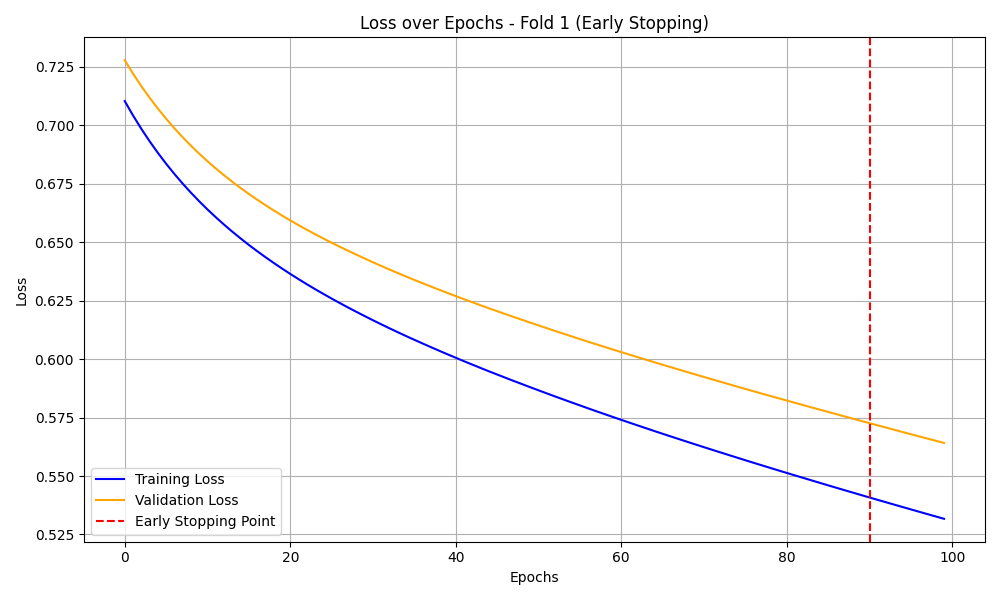 Loss over Epochs - Fold 1 (Early Stopping)
Loss
0.725
0.700
0.675
0.650
0.625
0.600
0.575
0.550
0.525
Training Loss
Validation Loss
Early Stopping Point
0 20 40 60 80 100
Epochs